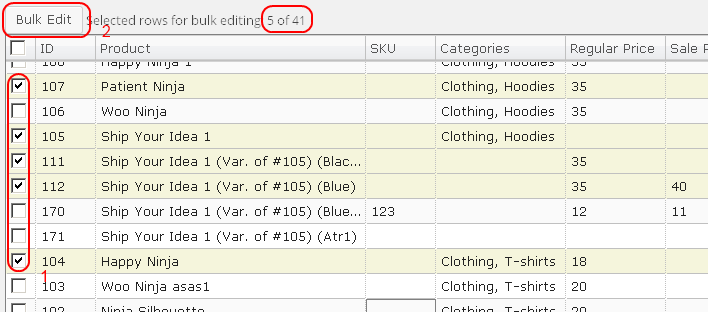 Bulk Edit Selected rows for bulk editing: 5 of 41
2
ID Product SKU Categories Regular Price Sale P
108 Happy Ninja 1 Clothing, Hoodies 35
107 Patient Ninja Clothing, Hoodies 35
106 Woo Ninja Clothing, Hoodies 35
105 Ship Your Idea 1 Clothing, Hoodies
111 Ship Your Idea 1 (Var. of #105) (Blac... 35
112 Ship Your Idea 1 (Var. of #105) (Blue) 35 40
170 Ship Your Idea 1 (Var. of #105) (Blue... 123 12 11
171 Ship Your Idea 1 (Var. of #105) (Atr1)
104 Happy Ninja Clothing, T-shirts 18
1
103 Woo Ninja asas1 Clothing, T-shirts 20
102 Ninja Silhouette Clothing, T-shirts 20